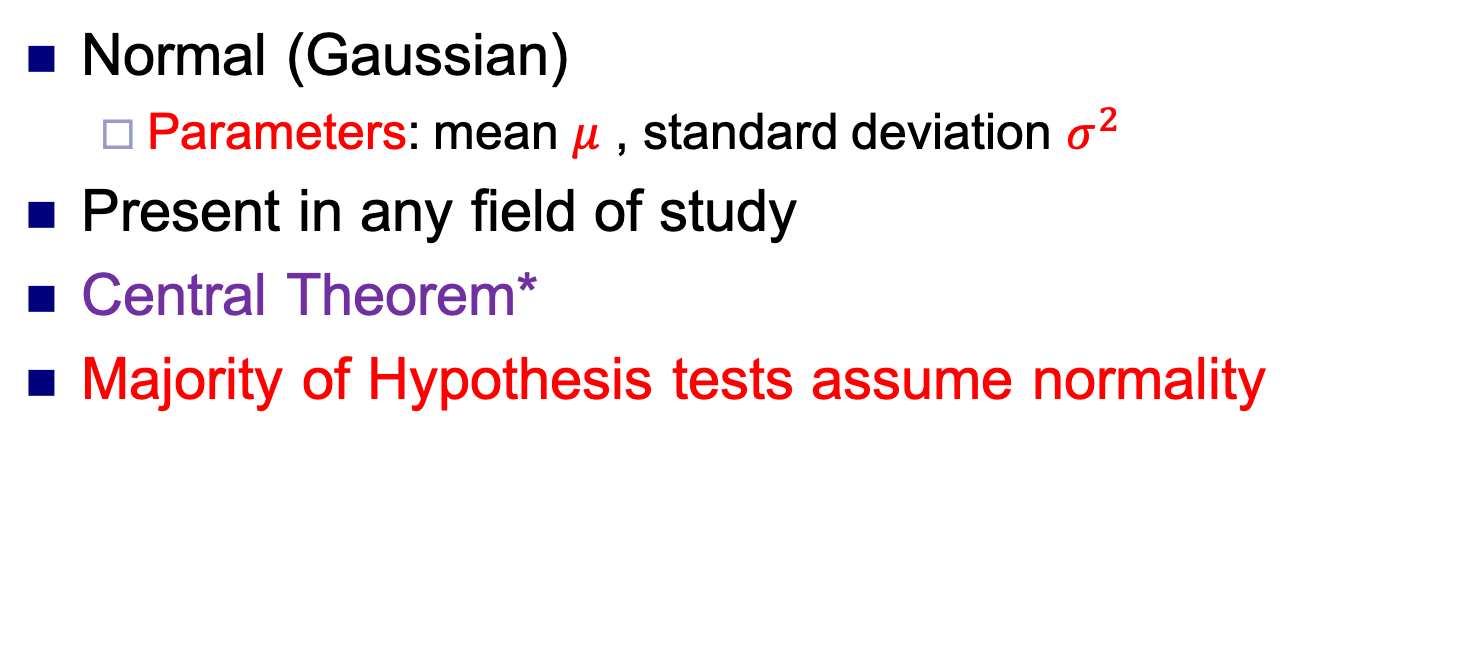 Normal (Gaussian)
Parameters: mean μ , standard deviation σ²
Present in any field of study
Central Theorem*
Majority of Hypothesis tests assume normality